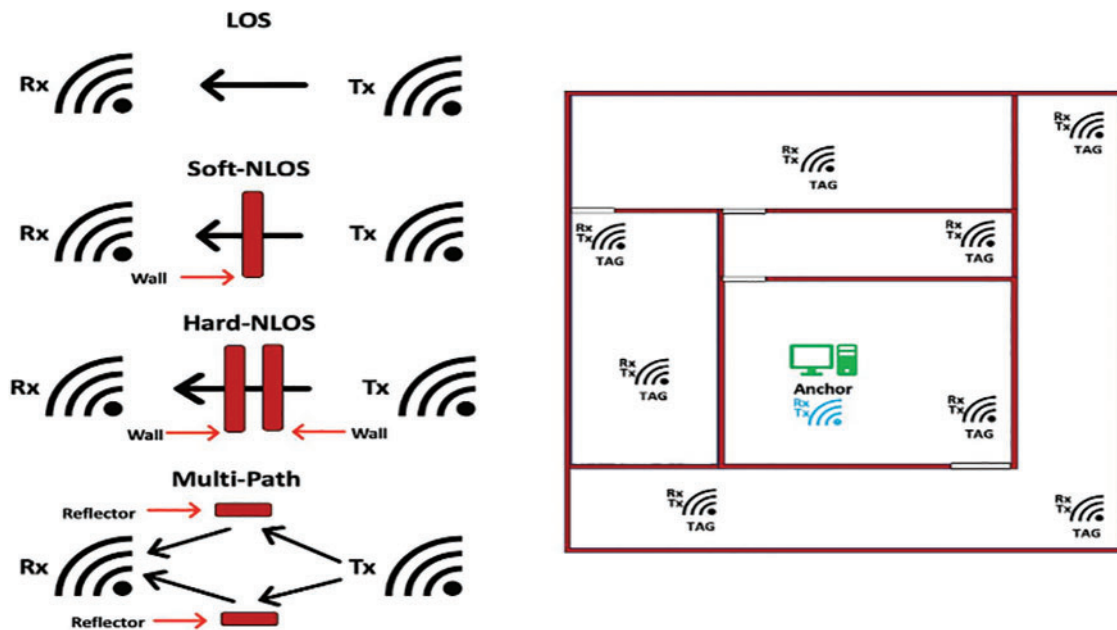 LOS
Rx
Tx
Soft-NLOS
Rx
Tx
Wall
Hard-NLOS
Rx
Tx
Wall
Wall
Multi-Path
Reflector
Rx
Tx
Reflector
Rx
Tx
TAG
Rx
Tx
TAG
Rx
Tx
TAG
Rx
Tx
TAG
Rx
Tx
TAG
Anchor
Rx
Tx
Rx
Tx
TAG
Rx
Tx
TAG
Rx
Tx
TAG